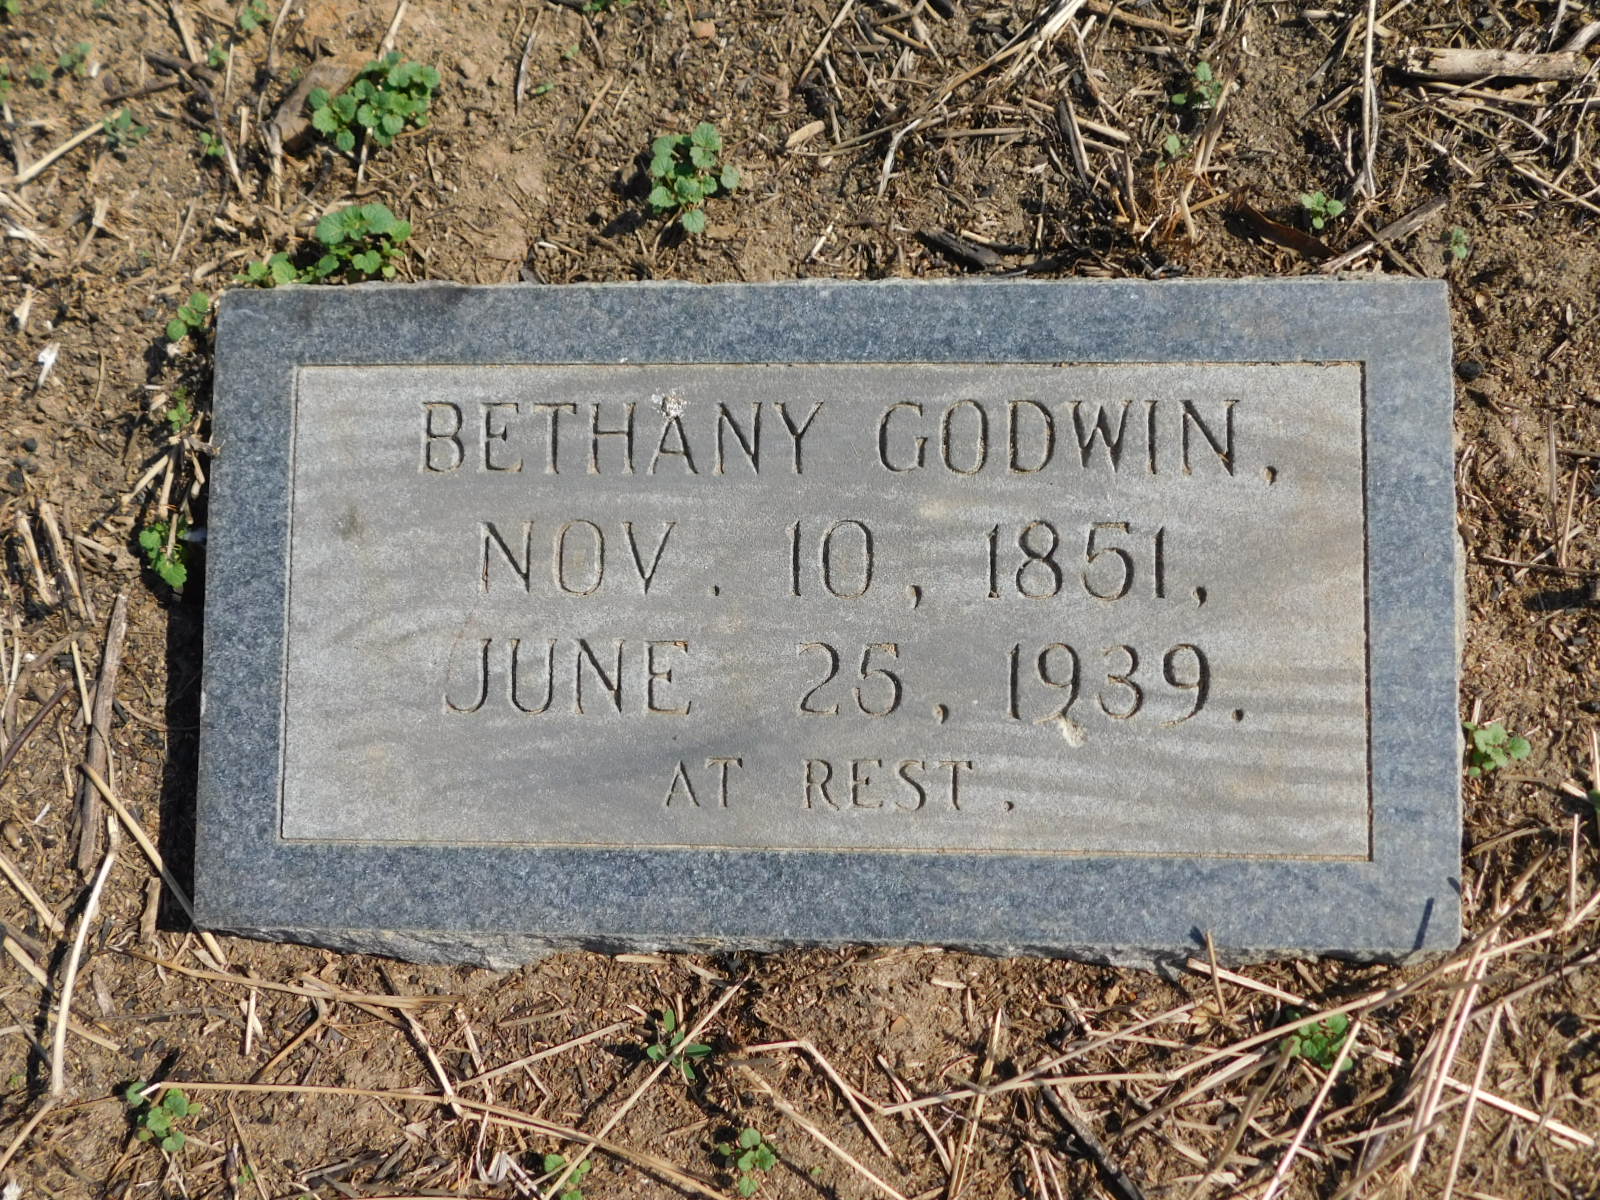 BETHANY GODWIN,
NOV. 10, 1851,
JUNE 25, 1939.
AT REST.